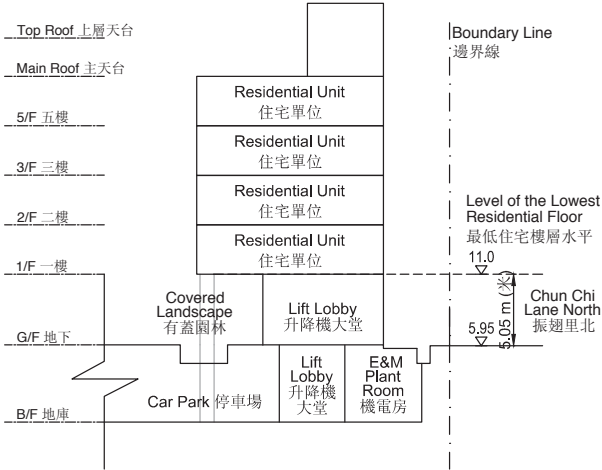 Top Roof 上層天台
Main Roof 主天台
5/F 五樓
3/F 三樓
2/F 二樓
1/F 一樓
G/F 地下
B/F 地庫
Residential Unit
住宅單位
Residential Unit
住宅單位
Residential Unit
住宅單位
Residential Unit
住宅單位
Covered
Landscape
有蓋園林
Lift Lobby
升降機大堂
Car Park 停車場
Lift
Lobby
升降機
大堂
E&M
Plant
Room
機電房
Boundary Line
邊界線
Level of the Lowest
Residential Floor
最低住宅樓層水平
11.0
5.05 m (米)
5.95
Chun Chi
Lane North
振翅里北